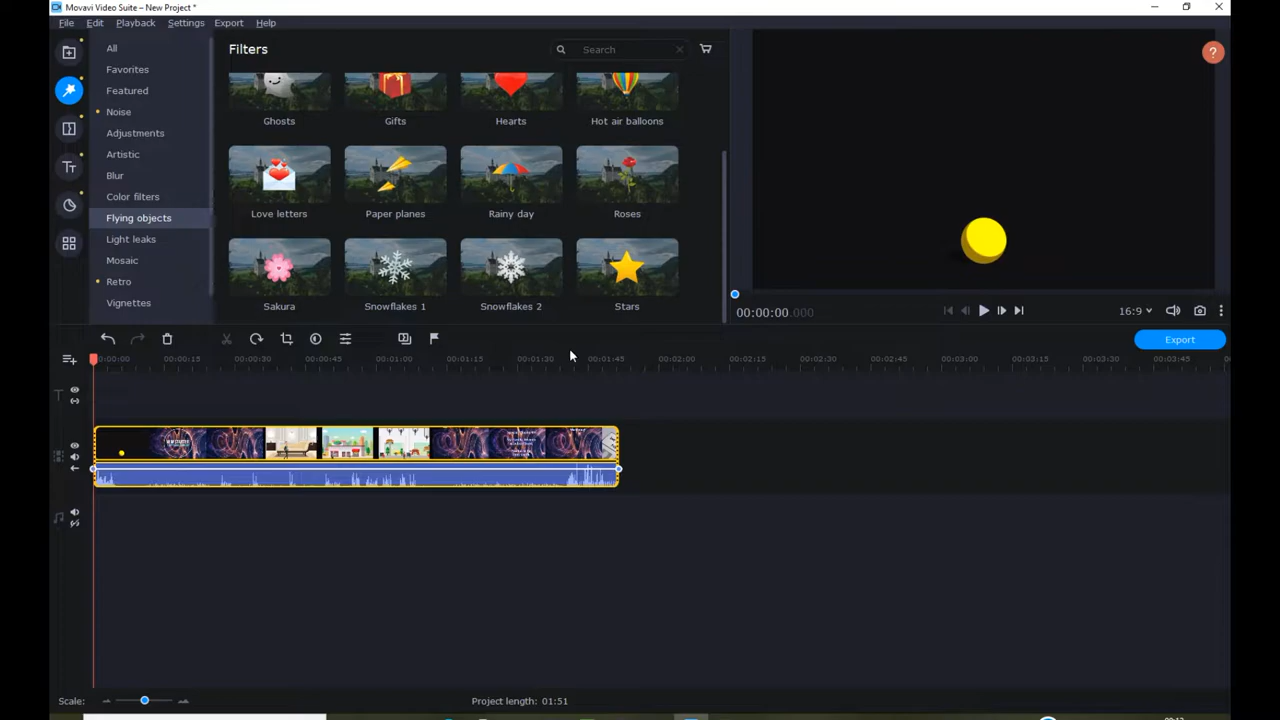 Movavi Video Suite – New Project *
File Edit Playback Settings Export Help
All
Favorites
Featured
Noise
Adjustments
Artistic
Blur
Color filters
Flying objects
Light leaks
Mosaic
Retro
Vignettes
Filters
Search
Ghosts Gifts Hearts Hot air balloons
Love letters Paper planes Rainy day Roses
Sakura Snowflakes 1 Snowflakes 2 Stars
?
00:00:00.000
16:9
Export
00:00:15 00:00:30 00:00:45 00:01:00 00:01:15 00:01:30 00:01:45 00:02:00 00:02:15 00:02:30 00:02:45 00:03:00 00:03:15 00:03:30 00:03:45
Scale:
Project length: 01:51